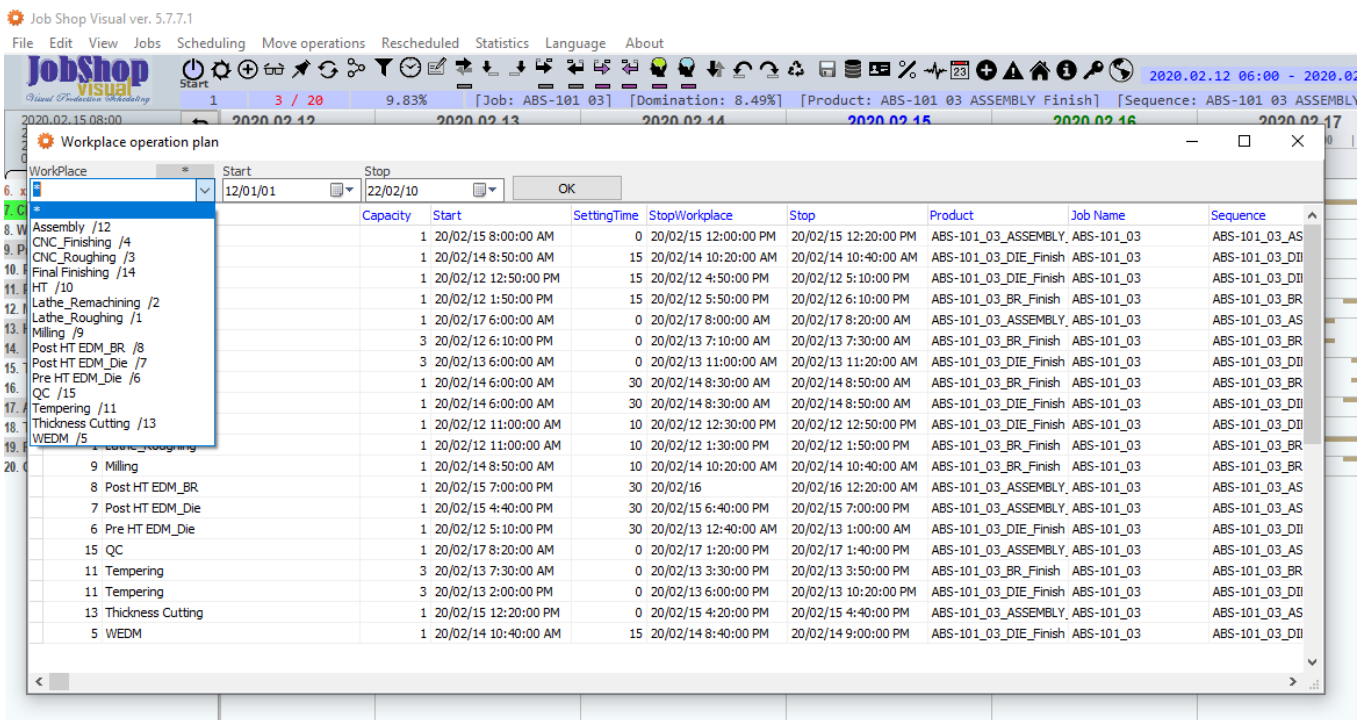 Job Shop Visual ver. 5.7.7.1
File Edit View Jobs Scheduling Move operations Rescheduled Statistics Language About
JobShop
VISUAL
Visual Production Scheduling
Start
23
2020.02.12 06:00 - 2020.02
1 3 / 20 9.83% [Job: ABS-101 03] [Domination: 8.49%] [Product: ABS-101 03 ASSEMBLY Finish] [Sequence: ABS-101 03 ASSEMBLY
2020.02.15 08:00 2020.02.12 2020.02.13 2020.02.14 2020.02.15 2020.02.16 2020.02.17
Workplace operation plan
WorkPlace * Start Stop
* 12/01/01 22/02/10 OK
*
Assembly /12
CNC_Finishing /4
CNC_Roughing /3
Final Finishing /14
HT /10
Lathe_Remachining /2
Lathe_Roughing /1
Milling /9
Post HT EDM_BR /8
Post HT EDM_Die /7
Pre HT EDM_Die /6
QC /15
Tempering /11
Thickness Cutting /13
WEDM /5
6. x
7. C
8. W
9. P
10.
11.
12.
13.
14.
15.
16.
17.
18.
19.
20.
Capacity Start SettingTime StopWorkplace Stop Product Job Name Sequence
1 20/02/15 8:00:00 AM 0 20/02/15 12:00:00 PM 20/02/15 12:20:00 PM ABS-101_03_ASSEMBLY_ ABS-101_03 ABS-101_03_AS
1 20/02/14 8:50:00 AM 15 20/02/14 10:20:00 AM 20/02/14 10:40:00 AM ABS-101_03_DIE_Finish ABS-101_03 ABS-101_03_DI
1 20/02/12 12:50:00 PM 15 20/02/12 4:50:00 PM 20/02/12 5:10:00 PM ABS-101_03_DIE_Finish ABS-101_03 ABS-101_03_DI
1 20/02/12 1:50:00 PM 15 20/02/12 5:50:00 PM 20/02/12 6:10:00 PM ABS-101_03_BR_Finish ABS-101_03 ABS-101_03_BR
1 20/02/17 6:00:00 AM 0 20/02/17 8:00:00 AM 20/02/17 8:20:00 AM ABS-101_03_ASSEMBLY_ ABS-101_03 ABS-101_03_AS
3 20/02/12 6:10:00 PM 0 20/02/13 7:10:00 AM 20/02/13 7:30:00 AM ABS-101_03_BR_Finish ABS-101_03 ABS-101_03_BR
3 20/02/13 6:00:00 AM 0 20/02/13 11:00:00 AM 20/02/13 11:20:00 AM ABS-101_03_DIE_Finish ABS-101_03 ABS-101_03_DI
1 20/02/14 6:00:00 AM 30 20/02/14 8:30:00 AM 20/02/14 8:50:00 AM ABS-101_03_BR_Finish ABS-101_03 ABS-101_03_BR
1 20/02/14 6:00:00 AM 30 20/02/14 8:30:00 AM 20/02/14 8:50:00 AM ABS-101_03_DIE_Finish ABS-101_03 ABS-101_03_DI
1 20/02/12 11:00:00 AM 10 20/02/12 12:30:00 PM 20/02/12 12:50:00 PM ABS-101_03_DIE_Finish ABS-101_03 ABS-101_03_DI
1 Lathe_Roughing 1 20/02/12 11:00:00 AM 10 20/02/12 1:30:00 PM 20/02/12 1:50:00 PM ABS-101_03_BR_Finish ABS-101_03 ABS-101_03_BR
9 Milling 1 20/02/14 8:50:00 AM 10 20/02/14 10:20:00 AM 20/02/14 10:40:00 AM ABS-101_03_BR_Finish ABS-101_03 ABS-101_03_BR
8 Post HT EDM_BR 1 20/02/15 7:00:00 PM 30 20/02/16 20/02/16 12:20:00 AM ABS-101_03_ASSEMBLY_ ABS-101_03 ABS-101_03_AS
7 Post HT EDM_Die 1 20/02/15 4:40:00 PM 30 20/02/15 6:40:00 PM 20/02/15 7:00:00 PM ABS-101_03_ASSEMBLY_ ABS-101_03 ABS-101_03_AS
6 Pre HT EDM_Die 1 20/02/12 5:10:00 PM 30 20/02/13 12:40:00 AM 20/02/13 1:00:00 AM ABS-101_03_DIE_Finish ABS-101_03 ABS-101_03_DI
15 QC 1 20/02/17 8:20:00 AM 0 20/02/17 1:20:00 PM 20/02/17 1:40:00 PM ABS-101_03_ASSEMBLY_ ABS-101_03 ABS-101_03_AS
11 Tempering 3 20/02/13 7:30:00 AM 0 20/02/13 3:30:00 PM 20/02/13 3:50:00 PM ABS-101_03_BR_Finish ABS-101_03 ABS-101_03_BR
11 Tempering 3 20/02/13 2:00:00 PM 0 20/02/13 6:00:00 PM 20/02/13 10:20:00 PM ABS-101_03_DIE_Finish ABS-101_03 ABS-101_03_DI
13 Thickness Cutting 1 20/02/15 12:20:00 PM 0 20/02/15 4:20:00 PM 20/02/15 4:40:00 PM ABS-101_03_ASSEMBLY_ ABS-101_03 ABS-101_03_AS
5 WEDM 1 20/02/14 10:40:00 AM 15 20/02/14 8:40:00 PM 20/02/14 9:00:00 PM ABS-101_03_DIE_Finish ABS-101_03 ABS-101_03_DI